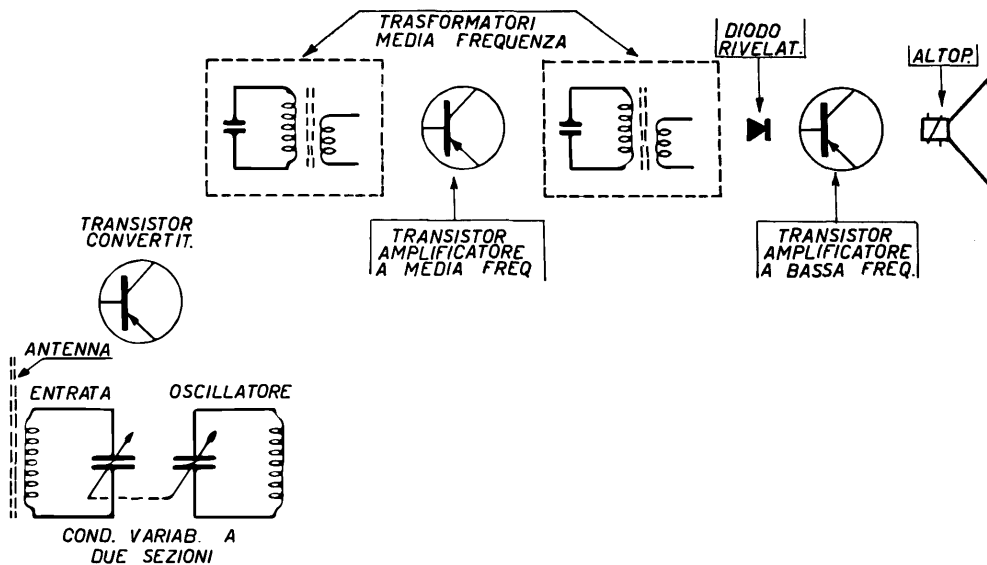 TRASFORMATORI
MEDIA FREQUENZA
DIODO
RIVELAT.
ALTOP.
TRANSISTOR
AMPLIFICATORE
A MEDIA FREQ
TRANSISTOR
AMPLIFICATORE
A BASSA FREQ.
TRANSISTOR
CONVERTIT.
ANTENNA
ENTRATA
OSCILLATORE
COND. VARIAB. A
DUE SEZIONI